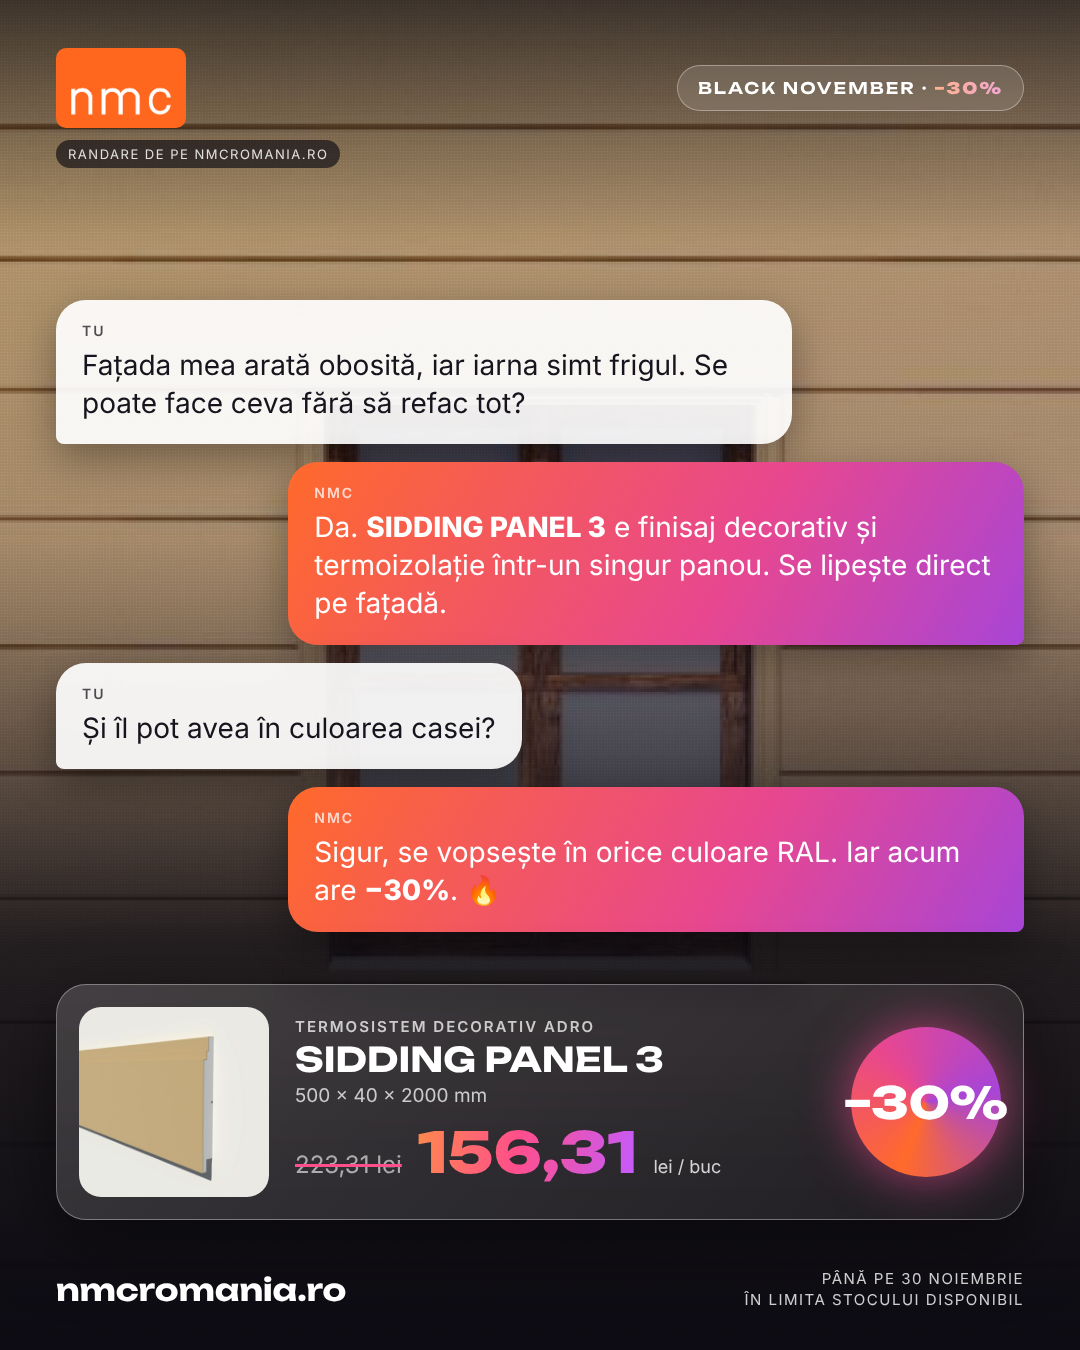 nmc
BLACK NOVEMBER · −30%
RANDARE DE PE NMCROMANIA.RO
TU
Fațada mea arată obosită, iar iarna simt frigul. Se
poate face ceva fără să refac tot?
NMC
Da. SIDDING PANEL 3 e finisaj decorativ și
termoizolație într-un singur panou. Se lipește direct
pe fațadă.
TU
Și îl pot avea în culoarea casei?
NMC
Sigur, se vopsește în orice culoare RAL. Iar acum
are −30%. 🔥
TERMOSISTEM DECORATIV ADRO
SIDDING PANEL 3
500 × 40 × 2000 mm
223,31 lei 156,31 lei / buc
−30%
nmcromania.ro
PÂNĂ PE 30 NOIEMBRIE
ÎN LIMITA STOCULUI DISPONIBIL